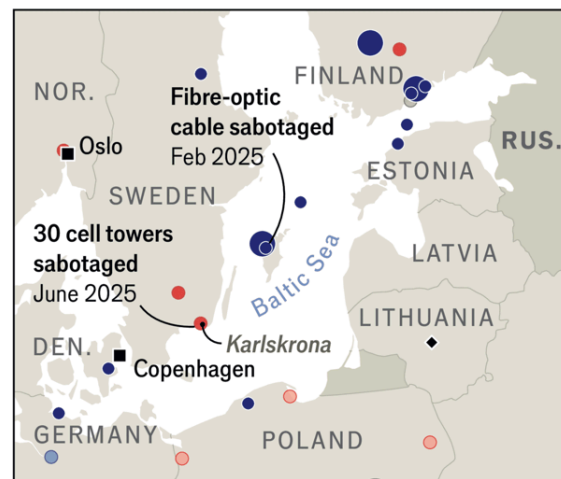 FINLAND
NOR.
Fibre-optic
cable sabotaged
Feb 2025
RUS.
Oslo
ESTONIA
SWEDEN
30 cell towers
sabotaged
June 2025
Baltic Sea
LATVIA
LITHUANIA
DEN.
Karlskrona
Copenhagen
GERMANY
POLAND